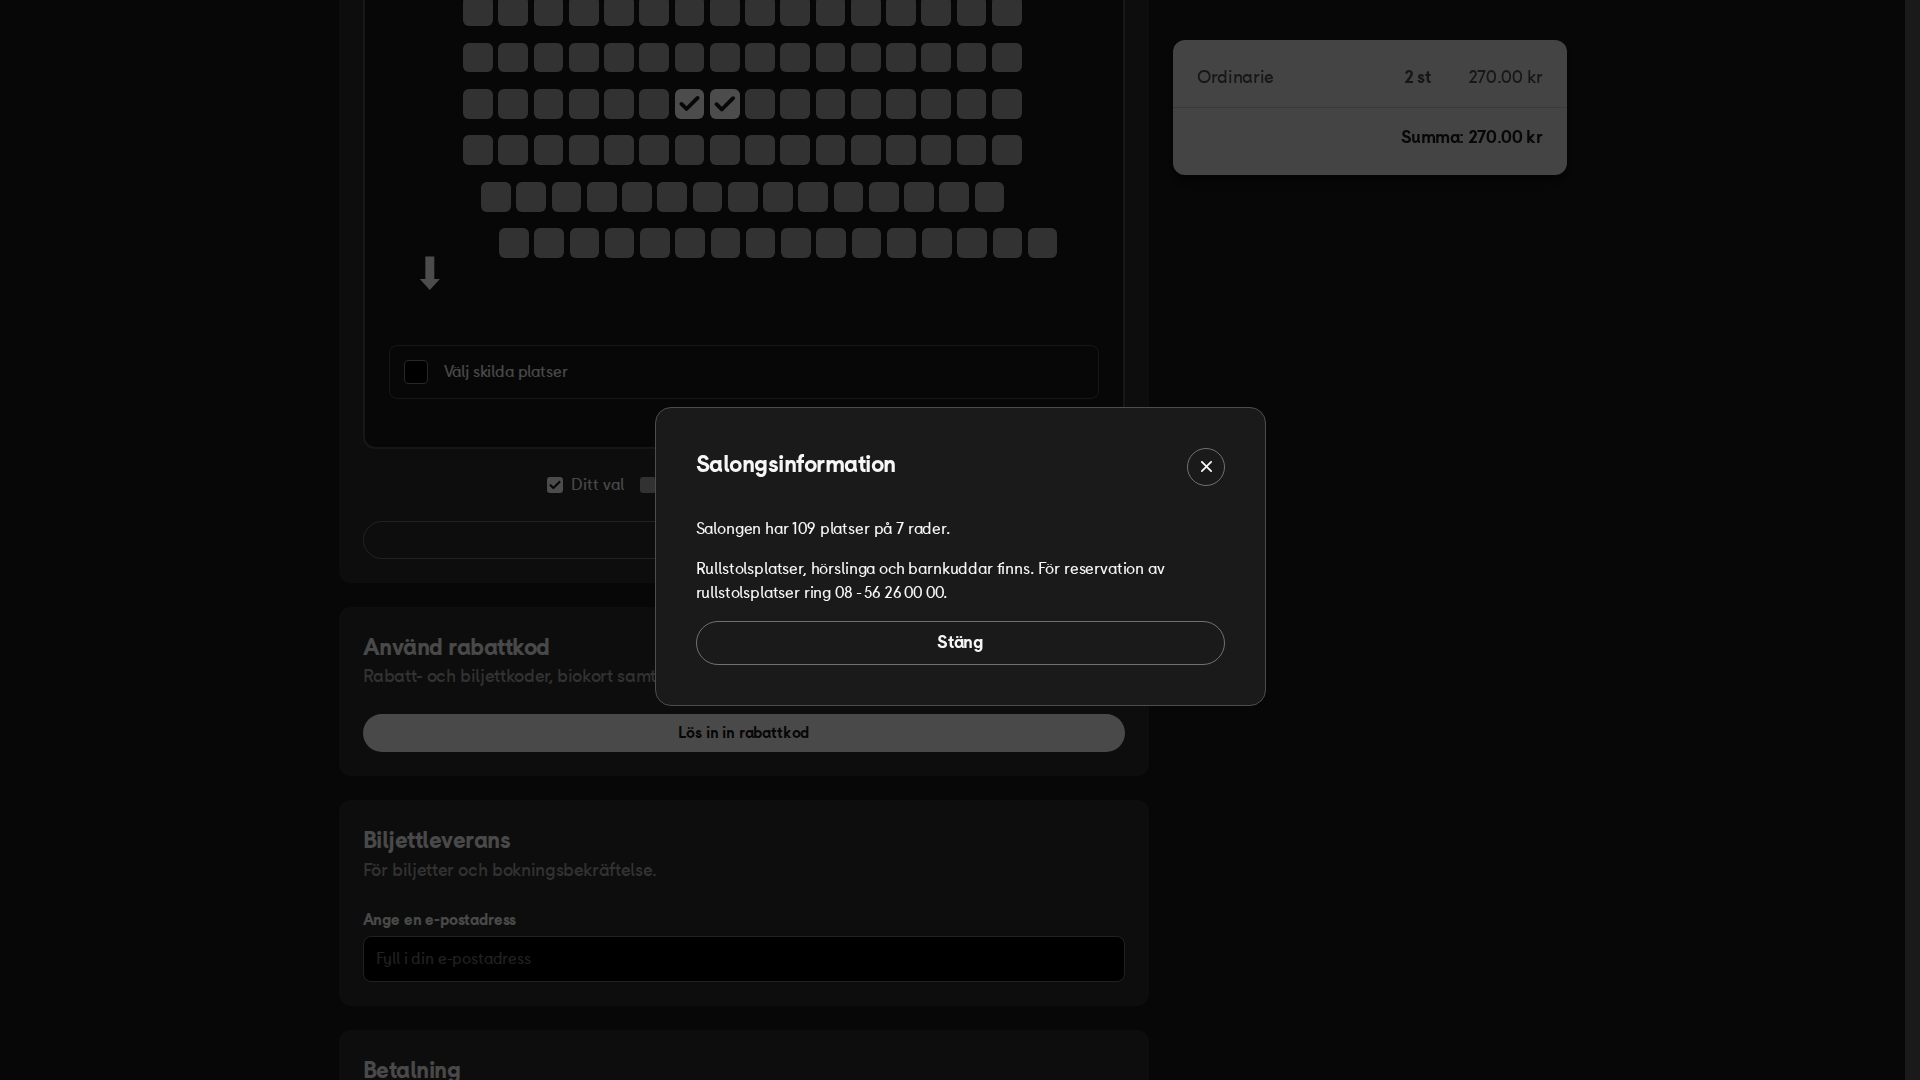 Ordinarie 2 st 270.00 kr
Summa: 270.00 kr
Välj skilda platser
Ditt val
Salongsinformation
Salongen har 109 platser på 7 rader.
Rullstolsplatser, hörslinga och barnkuddar finns. För reservation av
rullstolsplatser ring 08 - 56 26 00 00.
Stäng
Använd rabattkod
Rabatt- och biljettkoder, biokort samt
Lös in in rabattkod
Biljettleverans
För biljetter och bokningsbekräftelse.
Ange en e-postadress
Fyll i din e-postadress
Betalning